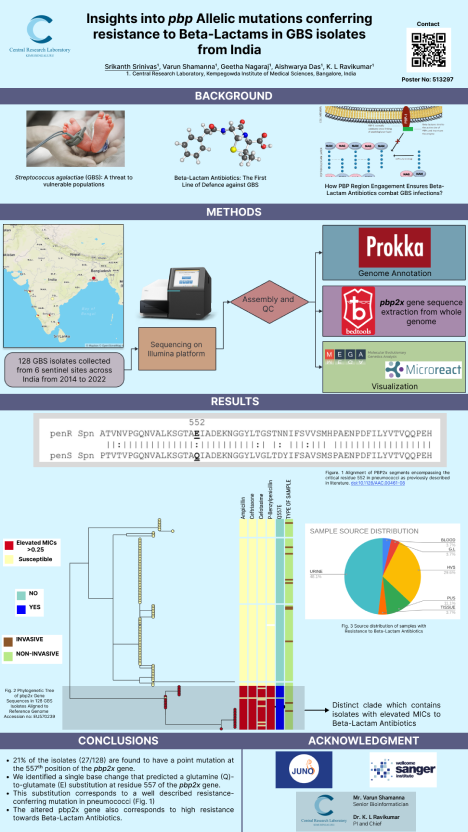 Insights into pbp Allelic mutations conferring
resistance to Beta-Lactams in GBS isolates
from India
Contact
Central Research Laboratory
Srikanth Srinivas¹, Varun Shamanna¹, Geetha Nagaraj¹, Aishwarya Das¹, K. L Ravikumar¹
1. Central Research Laboratory, Kempegowda Institute of Medical Sciences, Bangalore, India
Poster No: 513297
BACKGROUND
Streptococcus agalactiae (GBS): A threat to
vulnerable populations
Beta-Lactam Antibiotics: The First
Line of Defence against GBS
How PBP Region Engagement Ensures Beta-
Lactam Antibiotics combat GBS infections?
METHODS
Nepal
India
Bangladesh
Sri Lanka
128 GBS isolates collected
from 6 sentinel sites across
India from 2014 to 2022
Sequencing on
Illumina platform
Assembly and
QC
Prokka
Genome Annotation
bedtools
pbp2x gene sequence
extraction from whole
genome
MEGA
Microreact
Visualization
RESULTS
552
penR Spn ATVNVPGQNVALKSGTAEIADEKNGGYLTGSTNNIFSVVSMHPAENPDFILYVTVQQPEH
penS Spn PTVTVPGQNVALKSGTAQIADEKNGGYLVGLTDYIFSAVSMSPAENPDFILYVTVQQPEH
Figure. 1 Alignment of PBP2x segments encompassing the
critical residue 552 in pneumococci as previously described
in literature:
Ampicillin
Ceftriaxone
Cefotaxime
P-Benzylpenicillin
Q557E
TYPE OF SAMPLE
Elevated MICs
>0.25
Susceptible
NO
YES
INVASIVE
NON-INVASIVE
SAMPLE SOURCE DISTRIBUTION
BLOOD
URINE
HVS
PUS
TISSUE
Fig. 3 Source distribution of samples with
Resistance to Beta-Lactam Antibiotics
Fig. 2 Phylogenetic Tree
of pbp2x Gene
Sequences in 128 GBS
Isolates Aligned to
Reference Genome
Accession no: EU570239
Distinct clade which contains
isolates with elevated MICs to
Beta-Lactam Antibiotics
CONCLUSIONS
• 21% of the isolates (27/128) are found to have a point mutation at
the 557ᵗʰ position of the pbp2x gene.
• We identified a single base change that predicted a glutamine (Q)-
to-glutamate (E) substitution at residue 557 of the pbp2x gene.
• This substitution corresponds to a well described resistance-
conferring mutation in pneumococci (Fig. 1)
• The altered pbp2x gene also corresponds to high resistance
towards Beta-Lactam Antibiotics.
ACKNOWLEDGMENT
JUNO
wellcome
sanger
institute
Central Research Laboratory
Mr. Varun Shamanna
Senior Bioinformatician
Dr. K. L Ravikumar
PI and Chief